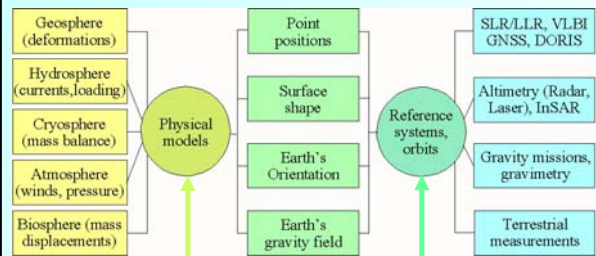 Geosphere
(deformations)
Hydrosphere
(currents,loading)
Cryosphere
(mass balance)
Atmosphere
(winds, pressure)
Biosphere (mass
displacements)
Physical
models
Point
positions
Surface
shape
Earth's
Orientation
Earth's
gravity field
Reference
systems,
orbits
SLR/LLR, VLBI
GNSS, DORIS
Altimetry (Radar,
Laser), InSAR
Gravity missions,
gravimetry
Terrestrial
measurements